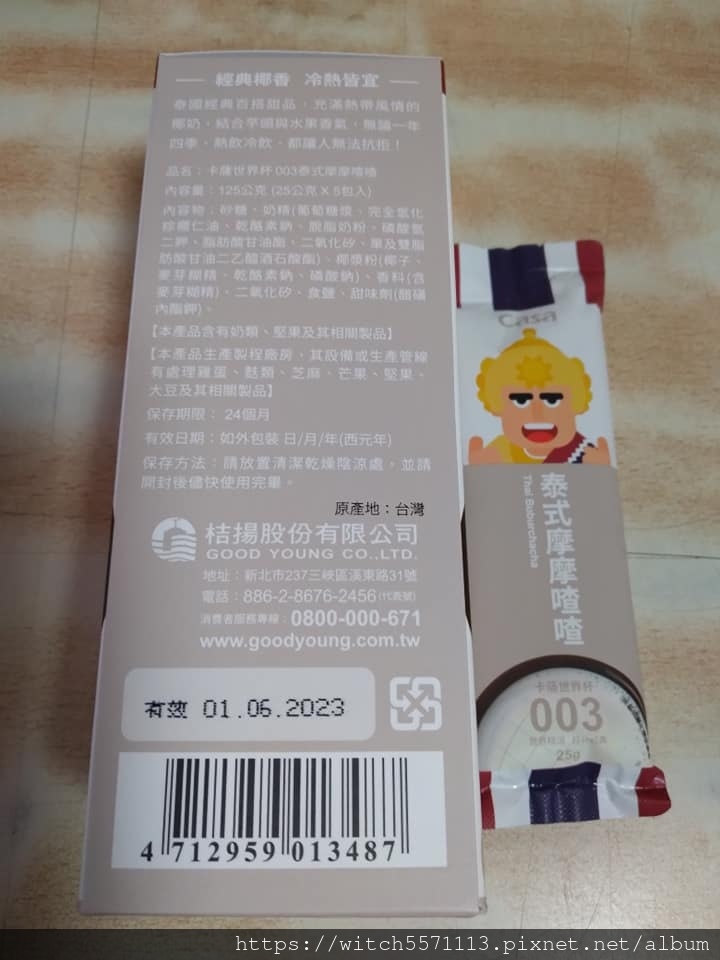 經典椰香 冷熱皆宜
泰國經典百搭甜品，充滿熱帶風情的
椰奶，結合芋頭與水果香氣，無論一年
四季，熱飲冷飲，都讓人無法抗拒！
品名：卡薩世界杯 003泰式摩摩喳喳
內容量：125公克 (25公克 X 5包入)
內容物：砂糖、奶精(葡萄糖漿、完全氫化
棕櫚仁油、乾酪素鈉、脫脂奶粉、磷酸氫
二鉀、脂肪酸甘油酯、二氧化矽、單及雙脂
肪酸甘油二乙醯酒石酸酯)、椰漿粉(椰子、
麥芽糊精、乾酪素鈉、磷酸鈉)、香料(含
麥芽糊精)、二氧化矽、食鹽、甜味劑(醋磺
內酯鉀)。
【本產品含有奶類、堅果及其相關製品】
【本產品生產製程廠房，其設備或生產管線
有處理雞蛋、麩類、芝麻、芒果、堅果、
大豆及其相關製品】
保存期限： 24個月
有效日期：如外包裝 日/月/年(西元年)
保存方法：請放置清潔乾燥陰涼處，並請
開封後儘快使用完畢。
原產地：台灣
桔揚股份有限公司
GOOD YOUNG CO.,LTD.
地址：新北市237三峽區溪東路31號
電話：886-2-8676-2456(代表號)
消費者服務專線：0800-000-671
www.goodyoung.com.tw
有效 01.06.2023
4 712959 013487
Casa
泰式摩摩喳喳
Thai Buburchacha
卡薩世界杯
003
25g
https://witch5571113.pixnet.net/album